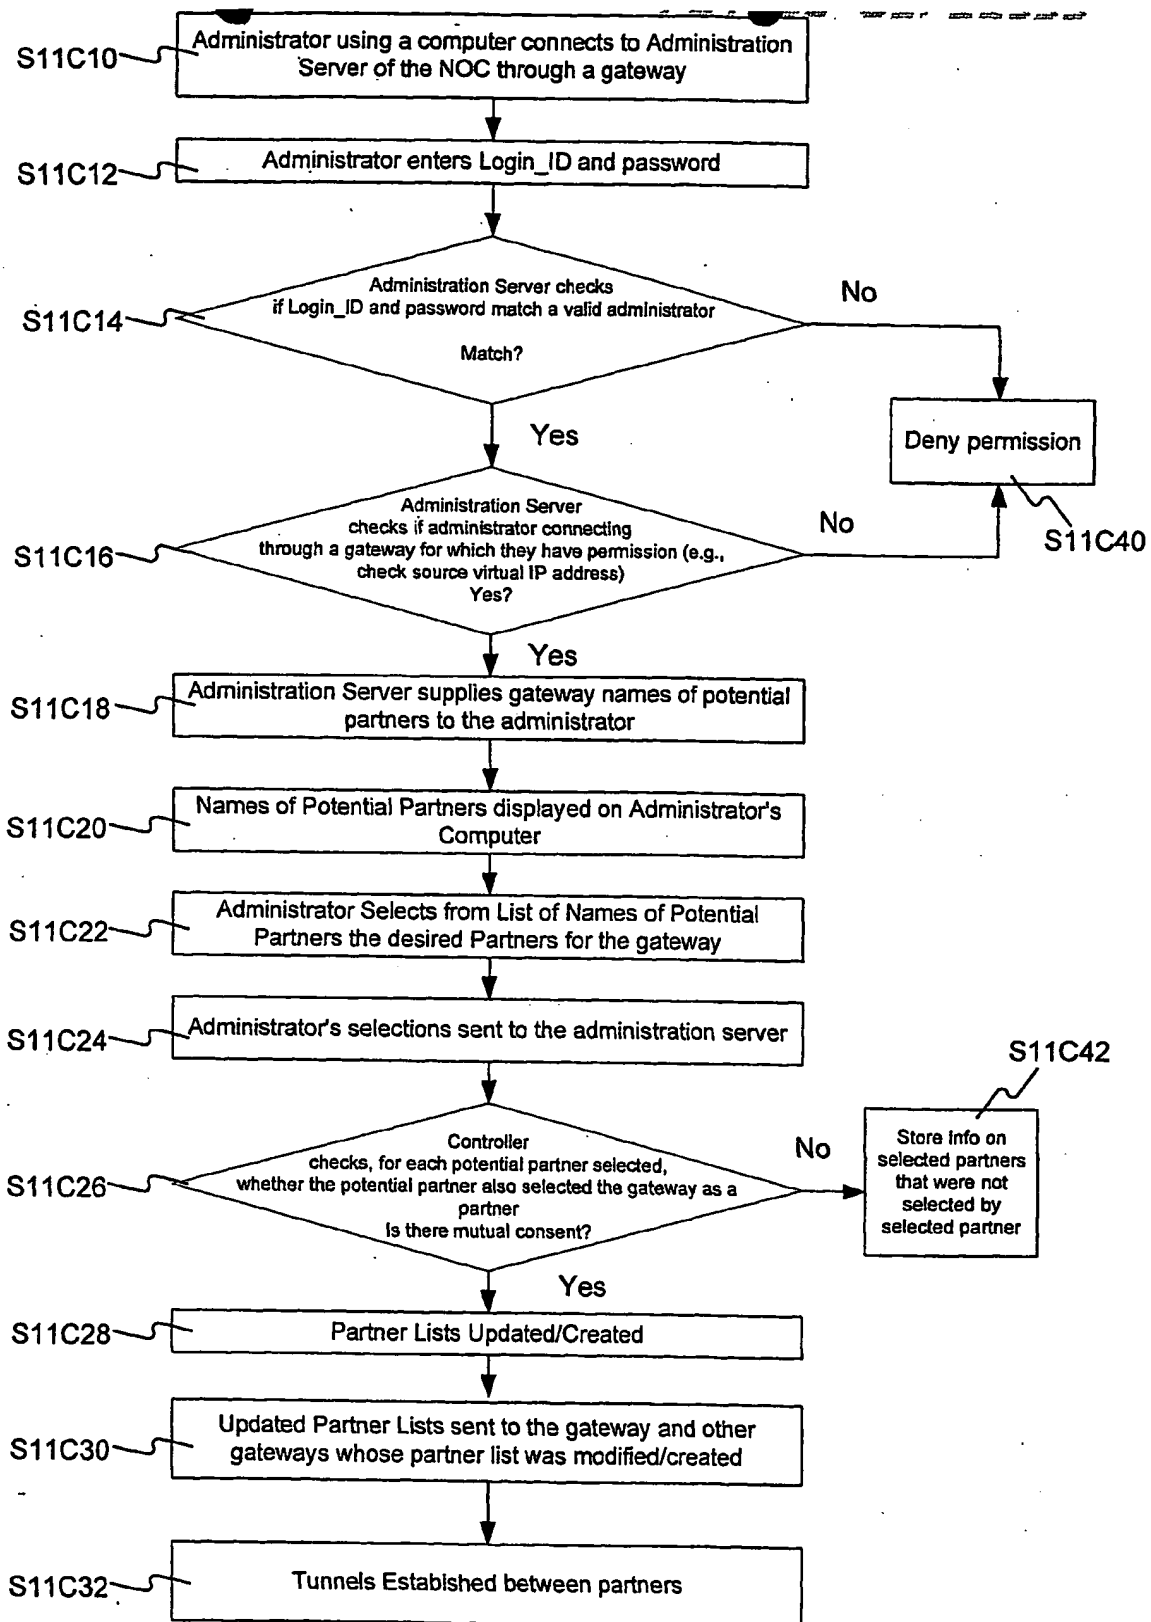 S11C10
Administrator using a computer connects to Administration
Server of the NOC through a gateway
S11C12
Administrator enters Login_ID and password
S11C14
Administration Server checks
if Login_ID and password match a valid administrator
Match?
No
Yes
Deny permission
S11C40
S11C16
Administration Server
checks if administrator connecting
through a gateway for which they have permission (e.g.,
check source virtual IP address)
Yes?
No
Yes
S11C18
Administration Server supplies gateway names of potential
partners to the administrator
S11C20
Names of Potential Partners displayed on Administrator's
Computer
S11C22
Administrator Selects from List of Names of Potential
Partners the desired Partners for the gateway
S11C24
Administrator's selections sent to the administration server
S11C26
Controller
checks, for each potential partner selected,
whether the potential partner also selected the gateway as a
partner
Is there mutual consent?
No
S11C42
Store info on
selected partners
that were not
selected by
selected partner
Yes
S11C28
Partner Lists Updated/Created
S11C30
Updated Partner Lists sent to the gateway and other
gateways whose partner list was modified/created
S11C32
Tunnels Established between partners